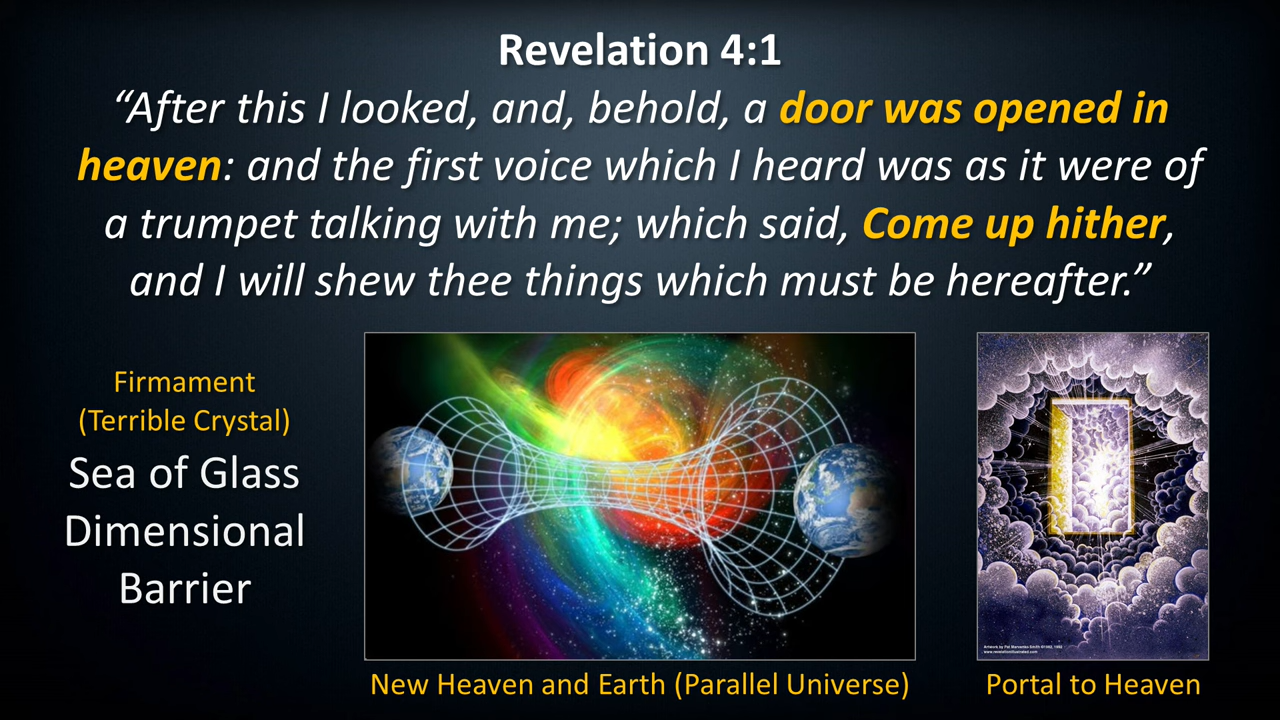 Revelation 4:1
“After this I looked, and, behold, a door was opened in
heaven: and the first voice which I heard was as it were of
a trumpet talking with me; which said, Come up hither,
and I will shew thee things which must be hereafter.”
Firmament
(Terrible Crystal)
Sea of Glass
Dimensional
Barrier
www.revelationillustrated.com
New Heaven and Earth (Parallel Universe)
Portal to Heaven